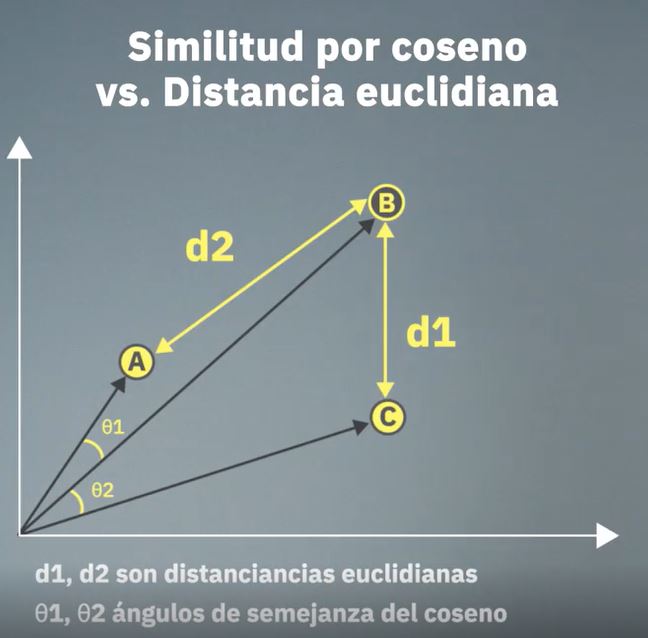 Similitud por coseno
vs. Distancia euclidiana
B
d2
d1
A
C
θ1
θ2
d1, d2 son distanciancias euclidianas
θ1, θ2 ángulos de semejanza del coseno